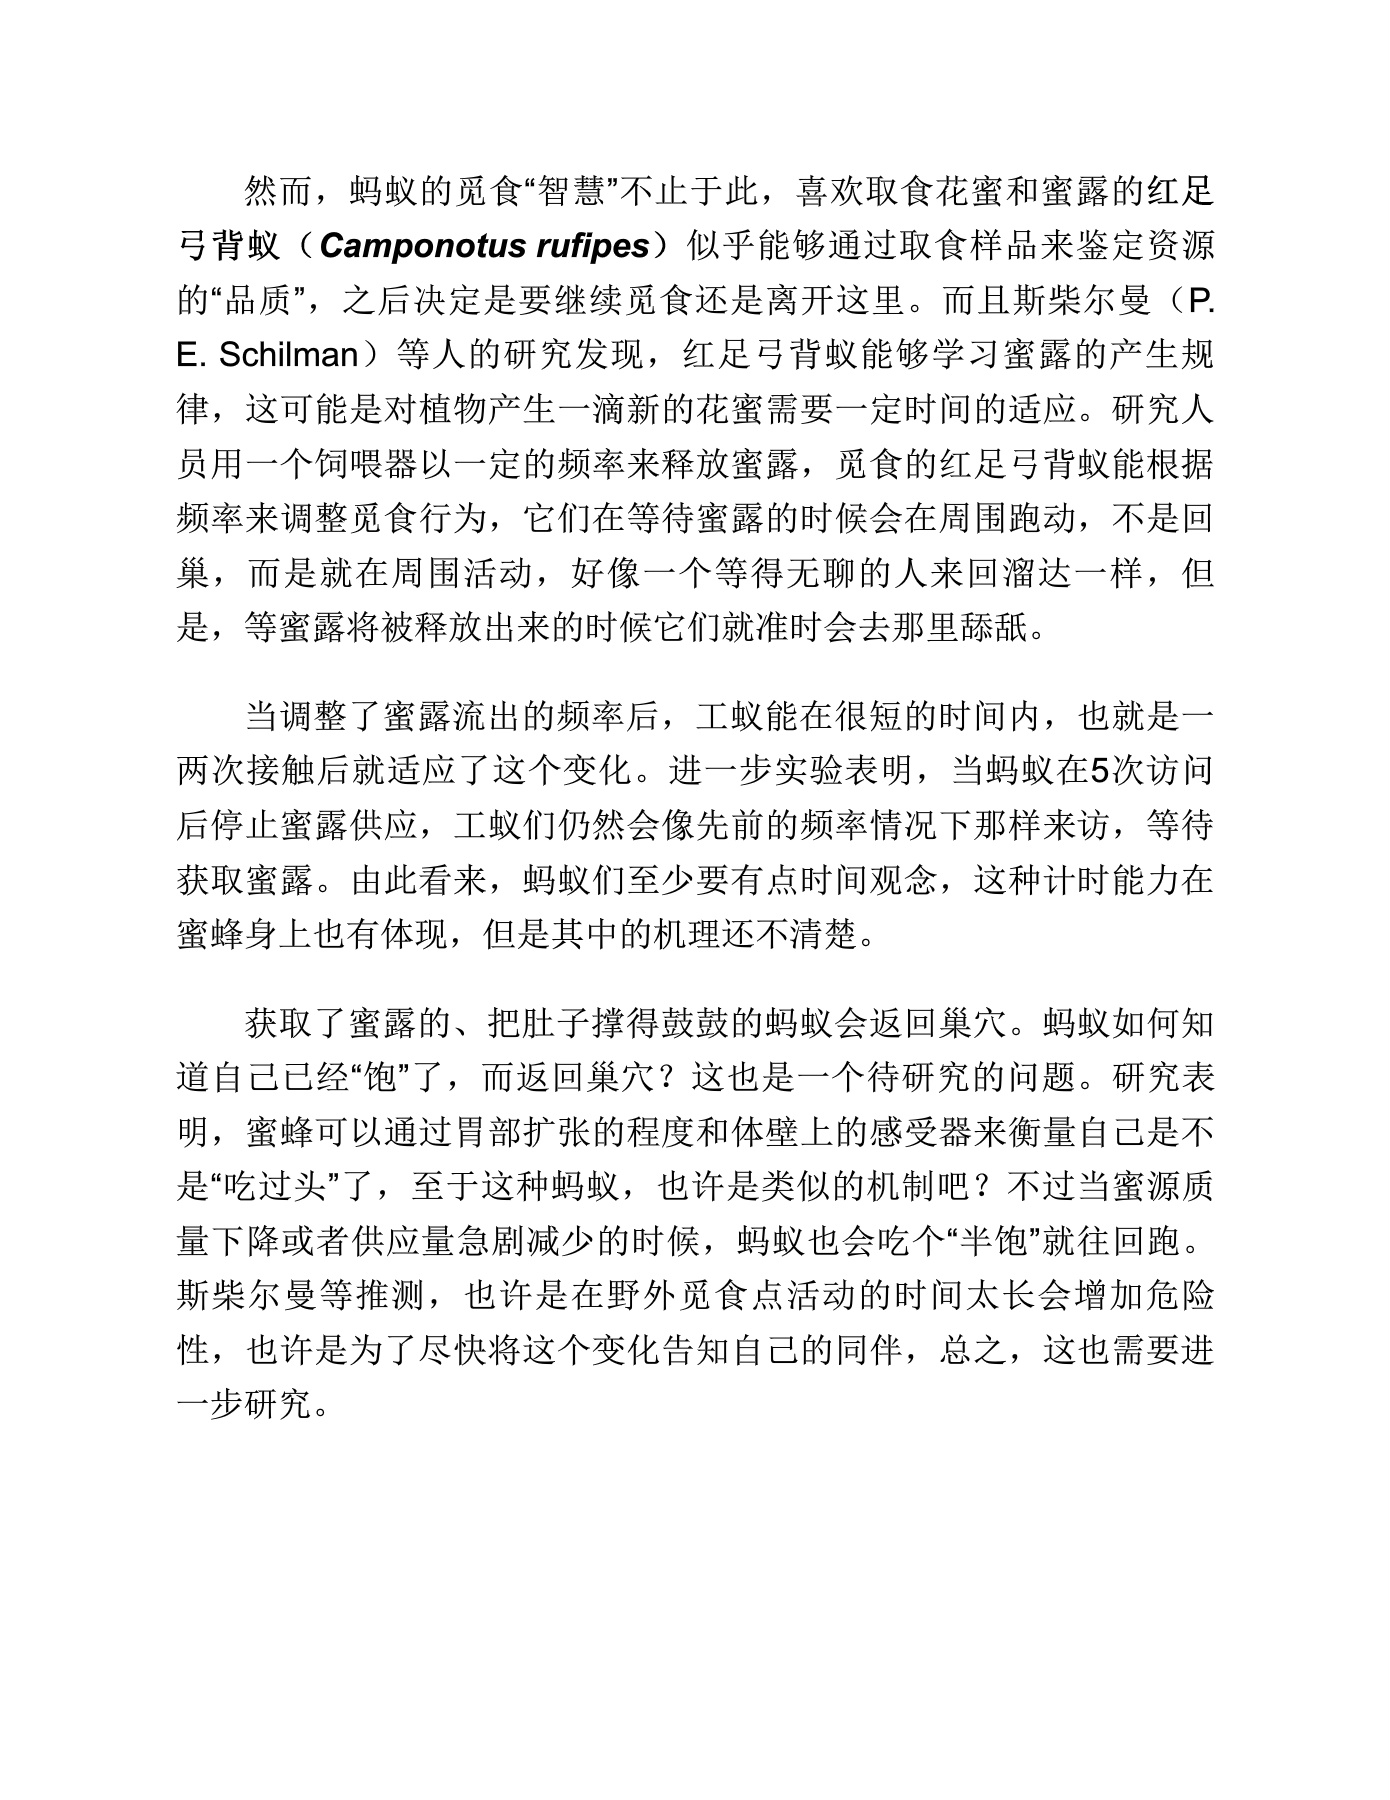 然而，蚂蚁的觅食“智慧”不止于此，喜欢取食花蜜和蜜露的红足
弓背蚁（Camponotus rufipes）似乎能够通过取食样品来鉴定资源
的“品质”，之后决定是要继续觅食还是离开这里。而且斯柴尔曼（P.
E. Schilman）等人的研究发现，红足弓背蚁能够学习蜜露的产生规
律，这可能是对植物产生一滴新的花蜜需要一定时间的适应。研究人
员用一个饲喂器以一定的频率来释放蜜露，觅食的红足弓背蚁能根据
频率来调整觅食行为，它们在等待蜜露的时候会在周围跑动，不是回
巢，而是就在周围活动，好像一个等得无聊的人来回溜达一样，但
是，等蜜露将被释放出来的时候它们就准时会去那里舔舐。
当调整了蜜露流出的频率后，工蚁能在很短的时间内，也就是一
两次接触后就适应了这个变化。进一步实验表明，当蚂蚁在5次访问
后停止蜜露供应，工蚁们仍然会像先前的频率情况下那样来访，等待
获取蜜露。由此看来，蚂蚁们至少要有点时间观念，这种计时能力在
蜜蜂身上也有体现，但是其中的机理还不清楚。
获取了蜜露的、把肚子撑得鼓鼓的蚂蚁会返回巢穴。蚂蚁如何知
道自己已经“饱”了，而返回巢穴？这也是一个待研究的问题。研究表
明，蜜蜂可以通过胃部扩张的程度和体壁上的感受器来衡量自己是不
是“吃过头”了，至于这种蚂蚁，也许是类似的机制吧？不过当蜜源质
量下降或者供应量急剧减少的时候，蚂蚁也会吃个“半饱”就往回跑。
斯柴尔曼等推测，也许是在野外觅食点活动的时间太长会增加危险
性，也许是为了尽快将这个变化告知自己的同伴，总之，这也需要进
一步研究。